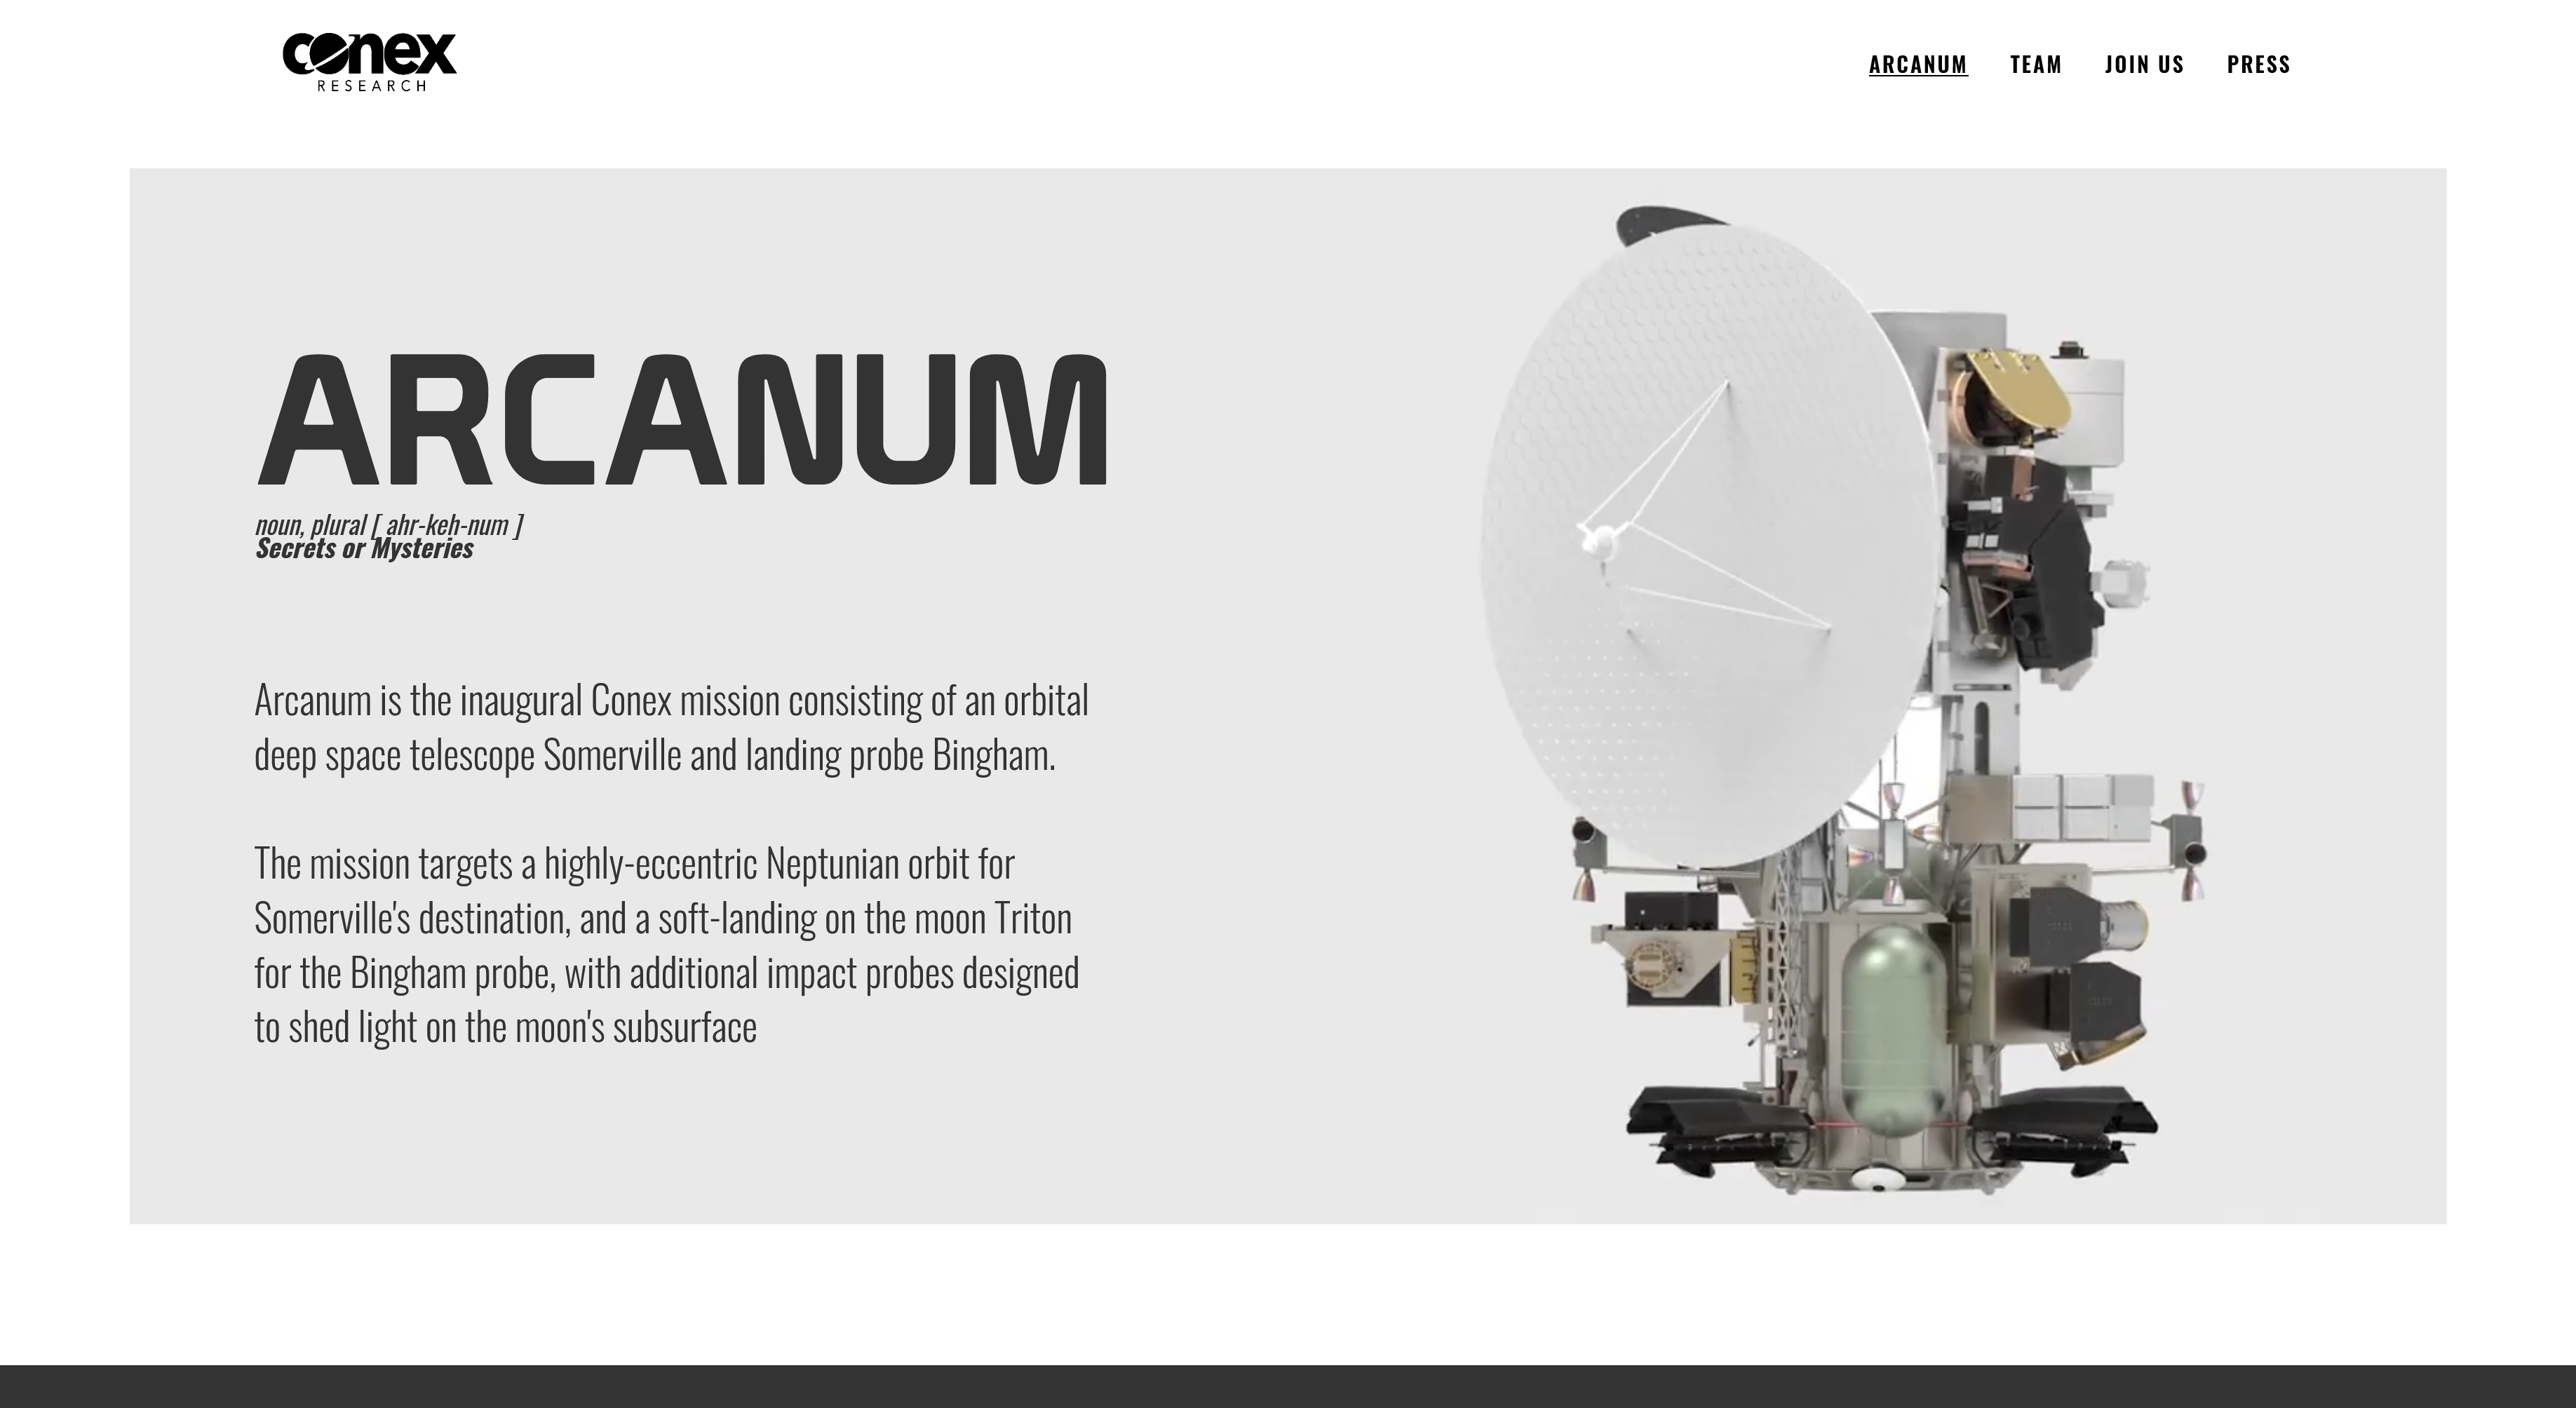 conex
RESEARCH
ARCANUM
TEAM
JOIN US
PRESS
ARCANUM
noun, plural [ ahr-keh-num ]
Secrets or Mysteries
Arcanum is the inaugural Conex mission consisting of an orbital
deep space telescope Somerville and landing probe Bingham.
The mission targets a highly-eccentric Neptunian orbit for
Somerville's destination, and a soft-landing on the moon Triton
for the Bingham probe, with additional impact probes designed
to shed light on the moon's subsurface